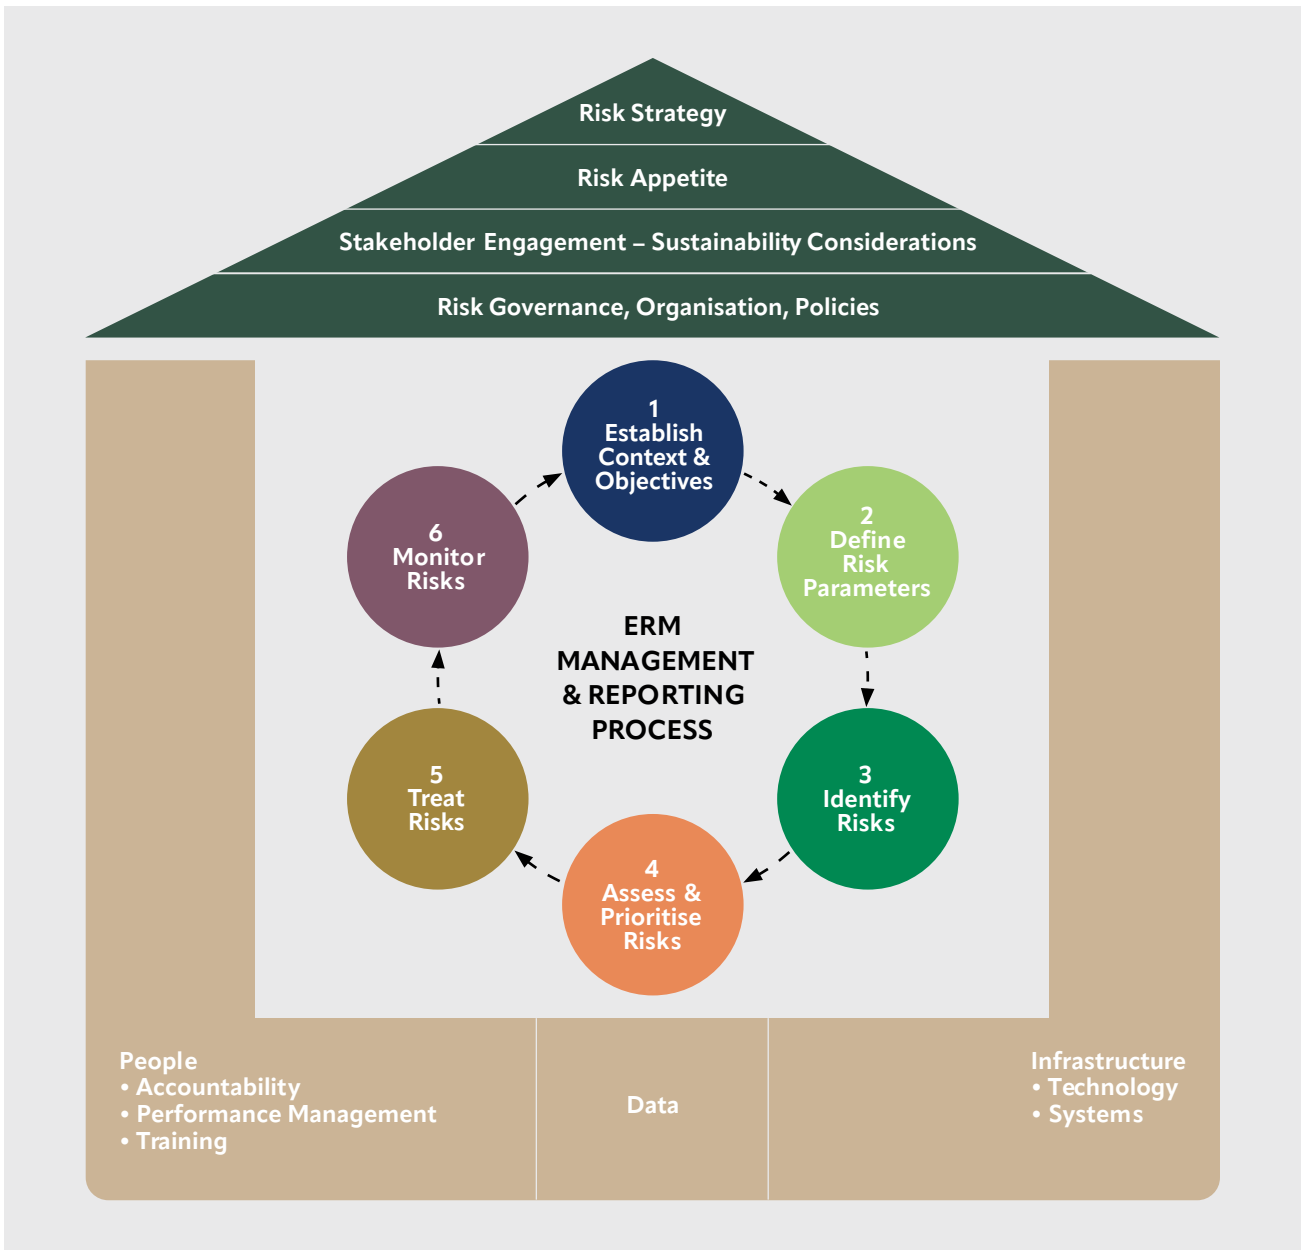 Risk Strategy
Risk Appetite
Stakeholder Engagement – Sustainability Considerations
Risk Governance, Organisation, Policies
1
Establish
Context &
Objectives
2
Define
Risk
Parameters
3
Identify
Risks
4
Assess &
Prioritise
Risks
5
Treat
Risks
6
Monitor
Risks
ERM
MANAGEMENT
& REPORTING
PROCESS
People
• Accountability
• Performance Management
• Training
Data
Infrastructure
• Technology
• Systems